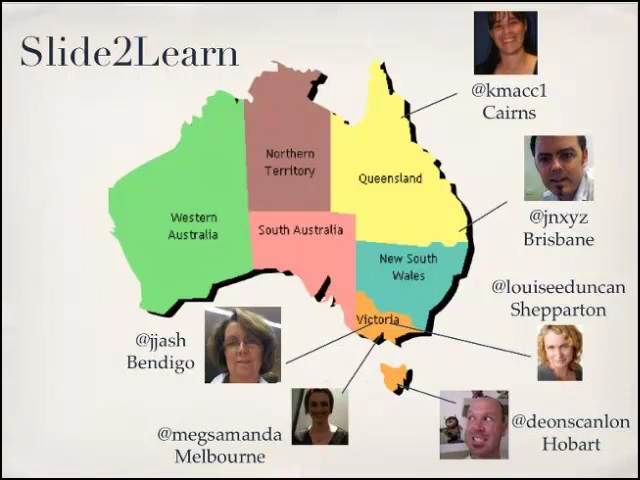 Slide2Learn
@kmacc1
Cairns
Northern
Territory
Queensland
@jnxyz
Brisbane
Western
Australia
South Australia
New South
Wales
@louiseeduncan
Shepparton
Victoria
@jjash
Bendigo
@megsamanda
Melbourne
@deonscanlon
Hobart